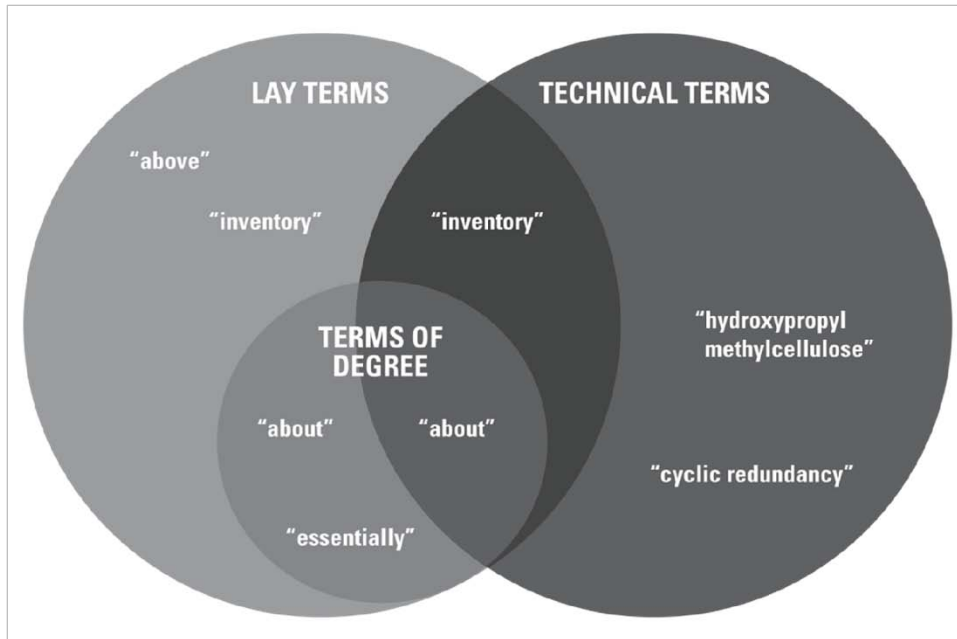 LAY TERMS
TECHNICAL TERMS
“above”
“inventory”
“inventory”
“hydroxypropyl
methylcellulose”
TERMS OF
DEGREE
“about”
“about”
“cyclic redundancy”
“essentially”